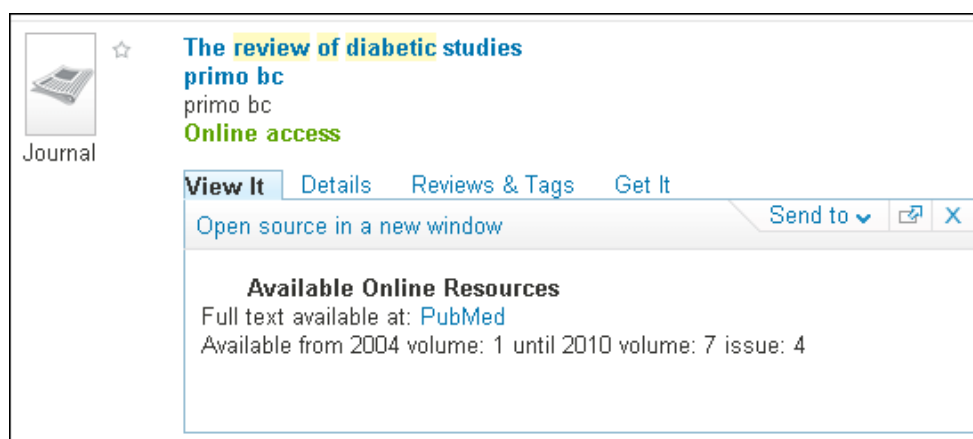 The review of diabetic studies
primo bc
primo bc
Online access
Journal
View It Details Reviews & Tags Get It
Open source in a new window Send to
Available Online Resources
Full text available at: PubMed
Available from 2004 volume: 1 until 2010 volume: 7 issue: 4